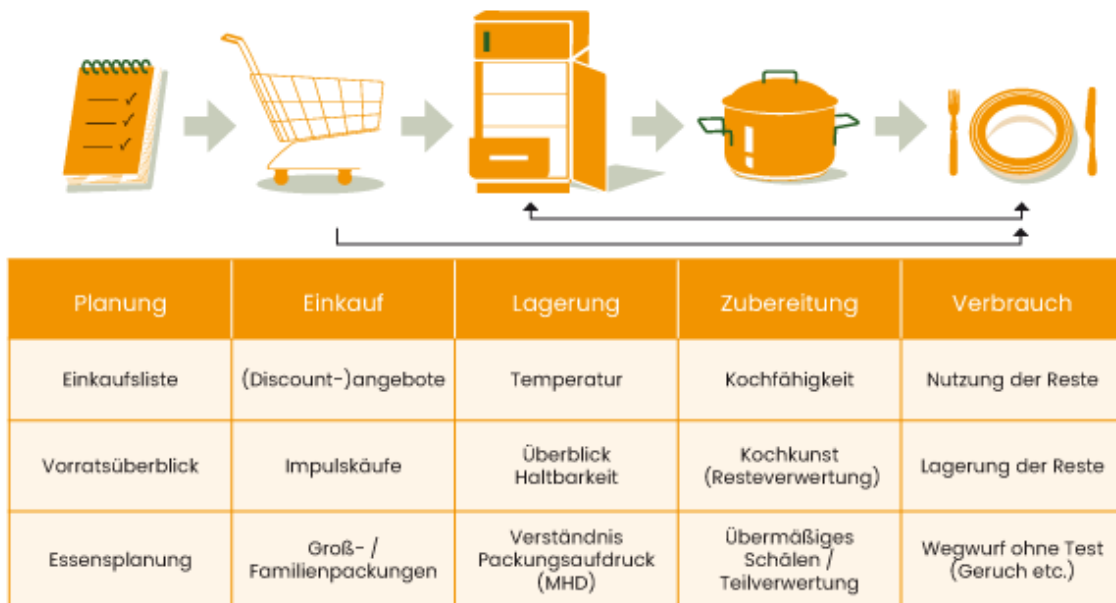 Planung
Einkauf
Lagerung
Zubereitung
Verbrauch
Einkaufsliste
(Discount-)angebote
Temperatur
Kochfähigkeit
Nutzung der Reste
Vorratsüberblick
Impulskäufe
Überblick
Haltbarkeit
Kochkunst
(Resteverwertung)
Lagerung der Reste
Essensplanung
Groß- /
Familienpackungen
Verständnis
Packungsaufdruck
(MHD)
Übermäßiges
Schälen /
Teilverwertung
Wegwurf ohne Test
(Geruch etc.)